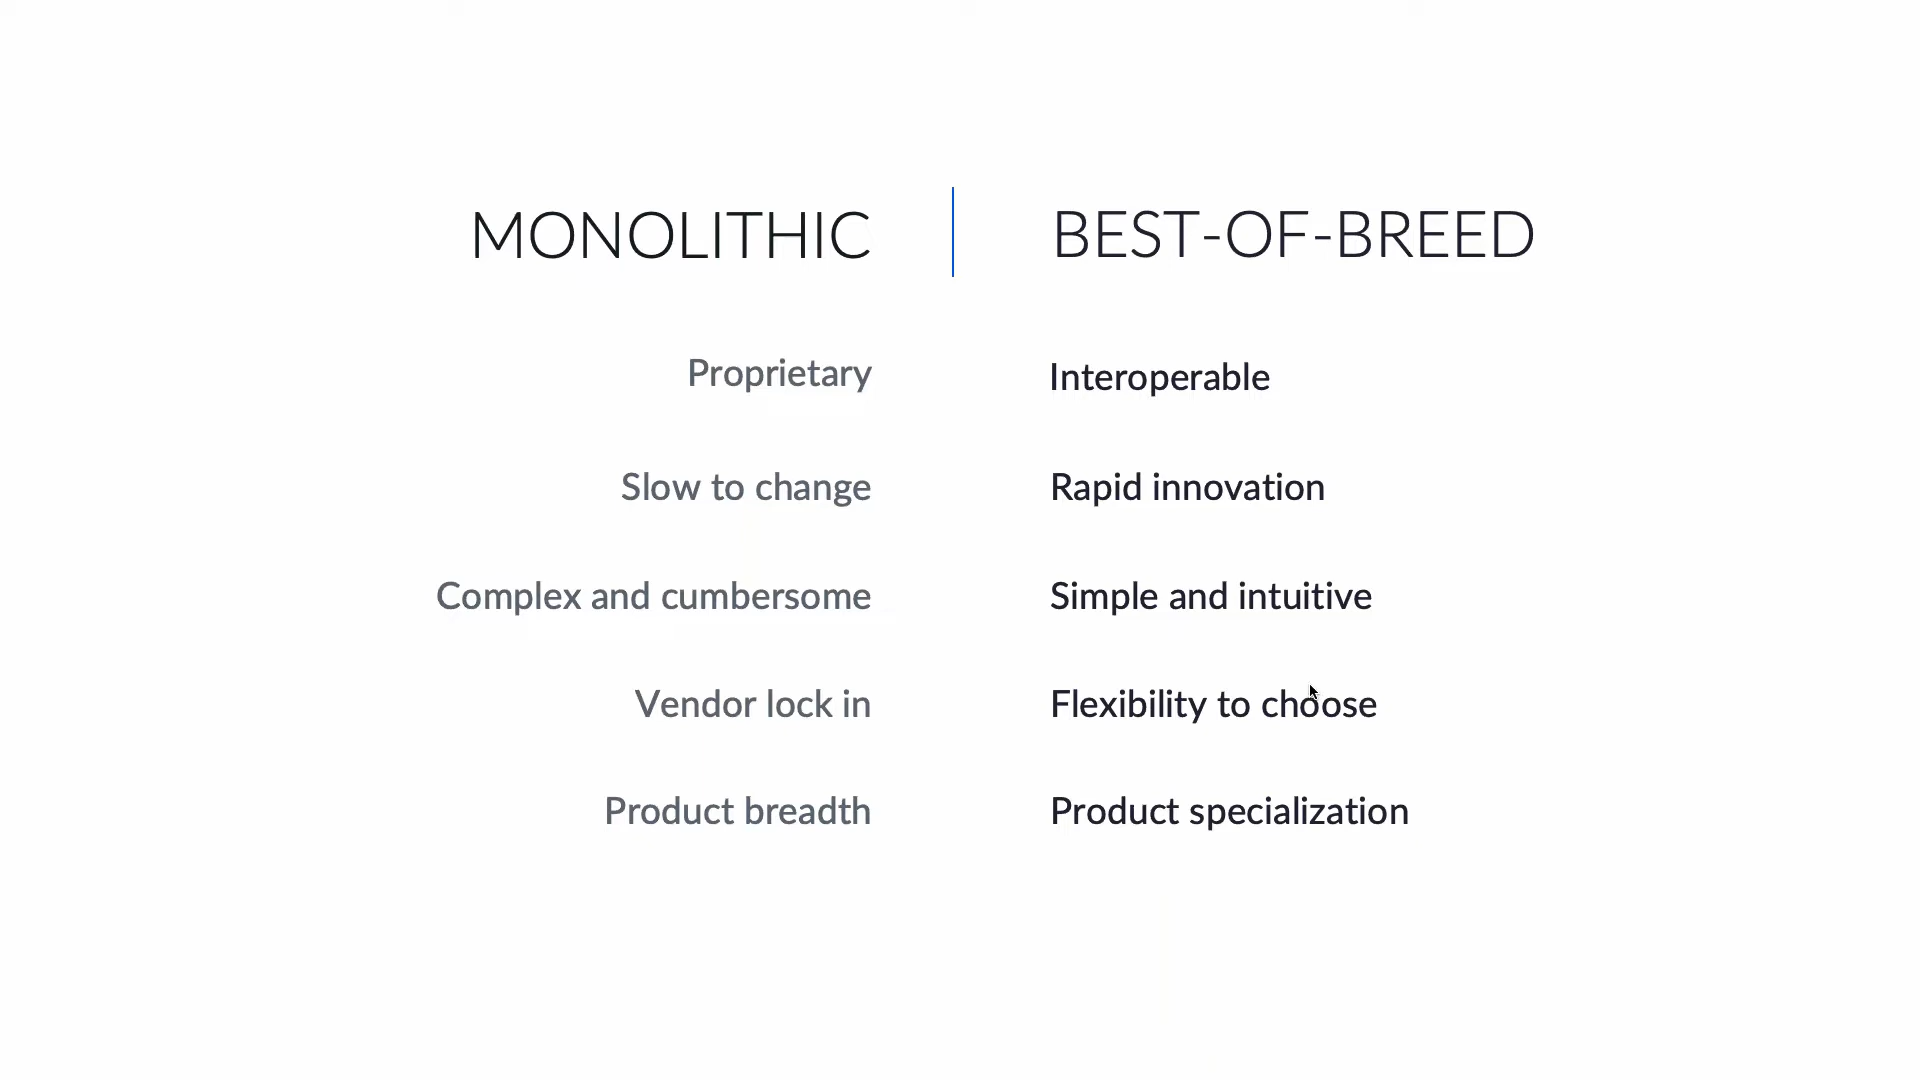 MONOLITHIC
BEST-OF-BREED
Proprietary
Interoperable
Slow to change
Rapid innovation
Complex and cumbersome
Simple and intuitive
Vendor lock in
Flexibility to choose
Product breadth
Product specialization